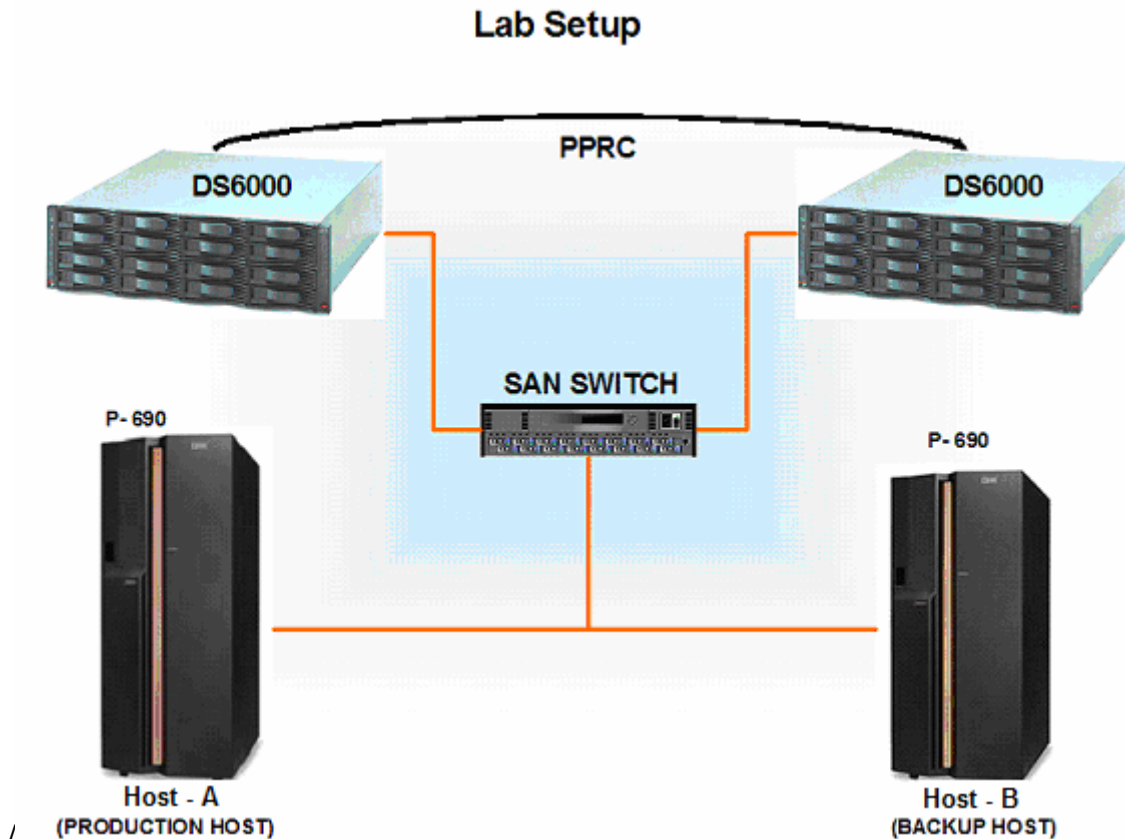 Lab Setup
PPRC
DS6000
DS6000
SAN SWITCH
P- 690
P- 690
Host - A
(PRODUCTION HOST)
Host - B
(BACKUP HOST)
/